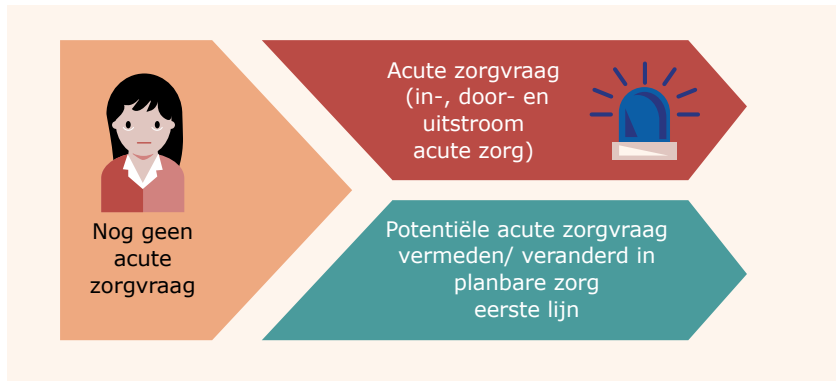 Nog geen
acute
zorgvraag
Acute zorgvraag
(in-, door- en
uitstroom
acute zorg)
Potentiële acute zorgvraag
vermeden/ veranderd in
planbare zorg
eerste lijn